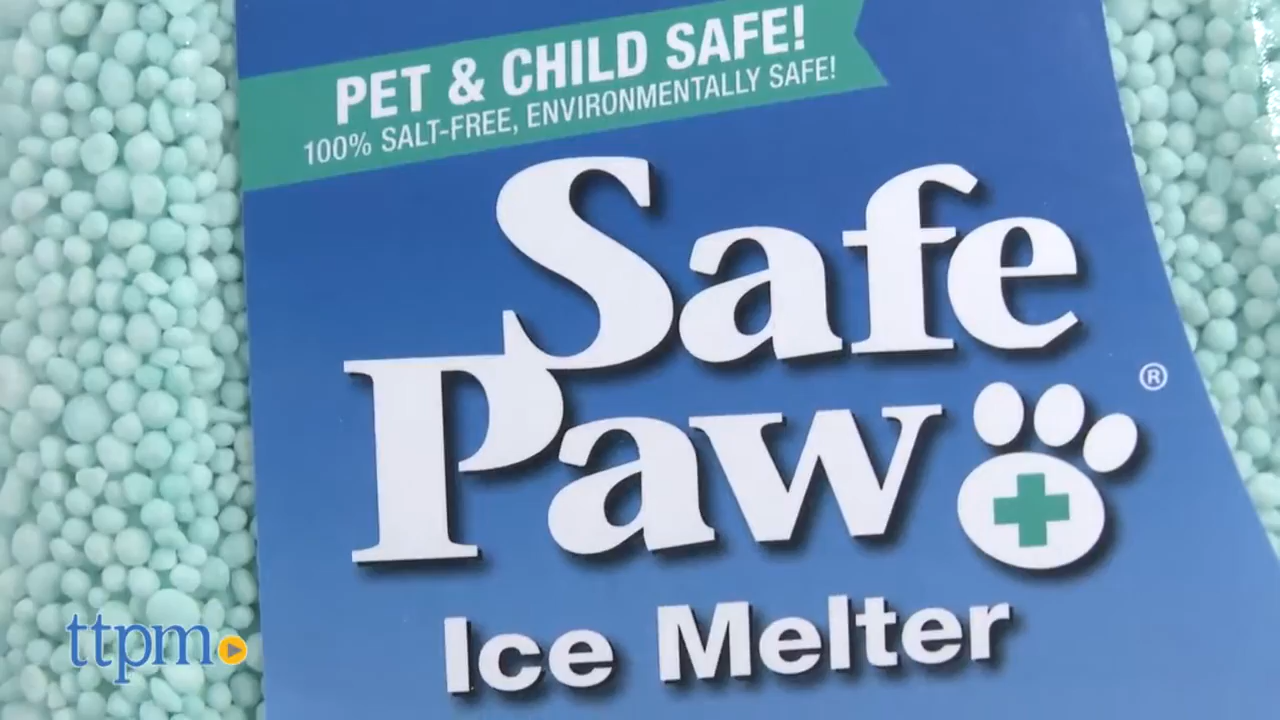 PET & CHILD SAFE!
100% SALT-FREE, ENVIRONMENTALLY SAFE!
Safe
Paw®
Ice Melter
ttpm